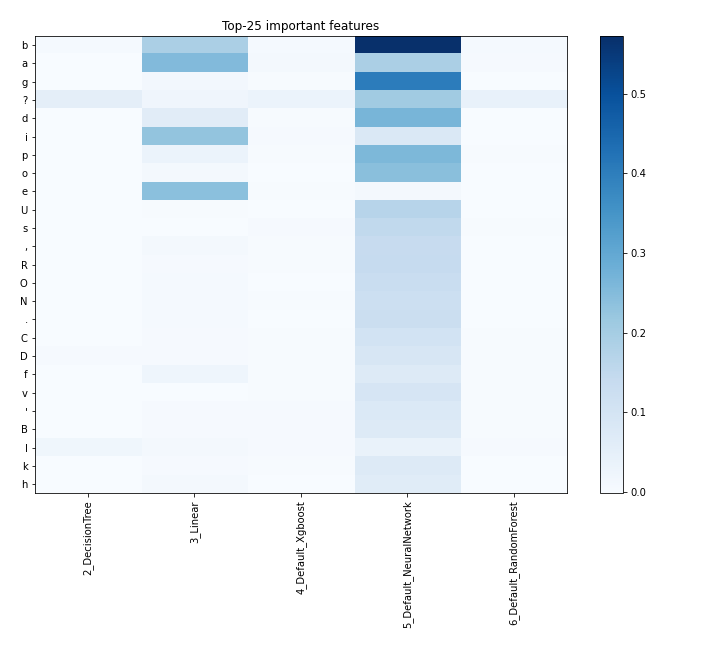 Top-25 important features
b
a
g
?
d
i
p
o
e
U
s
,
R
O
N
.
C
D
f
v
'
B
l
k
h
2_DecisionTree
3_Linear
4_Default_Xgboost
5_Default_NeuralNetwork
6_Default_RandomForest
0.5
0.4
0.3
0.2
0.1
0.0